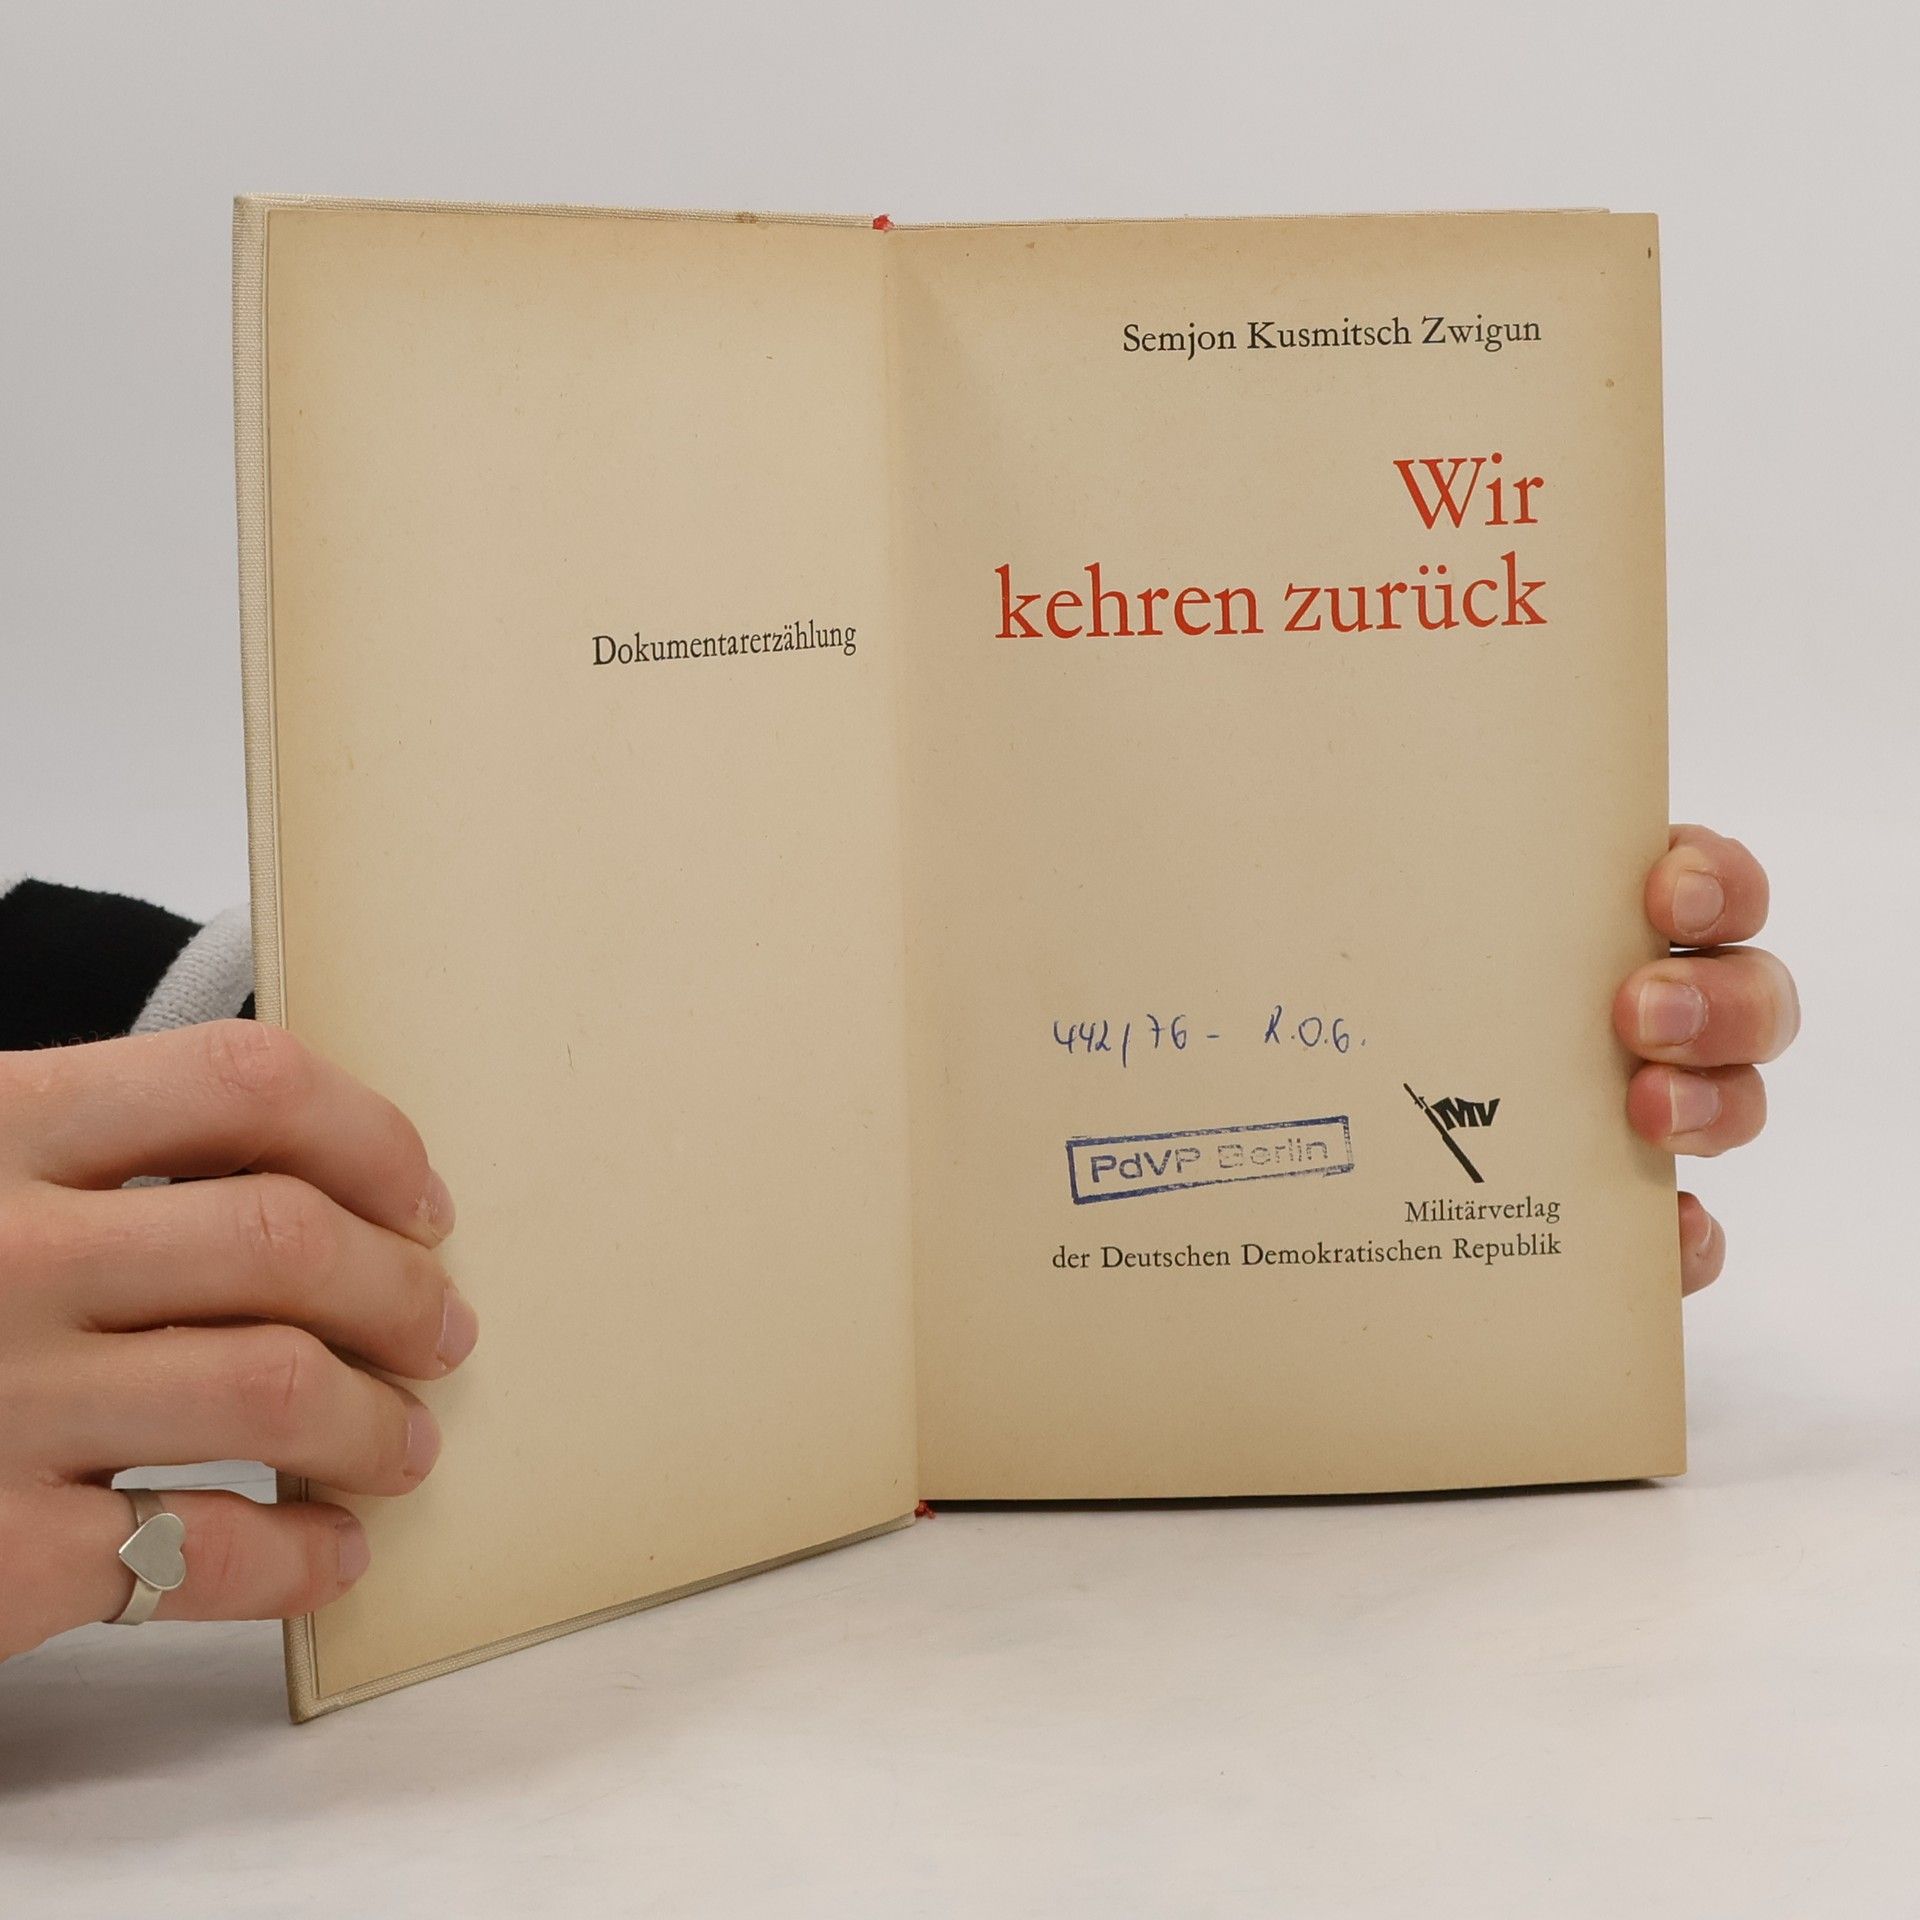 Dokumentarerzählung
Semjon Kusmitsch Zwigun
Wir
kehren zurück
442/76 - R.O.G.
PdVP Berlin
MV
Militärverlag
der Deutschen Demokratischen Republik